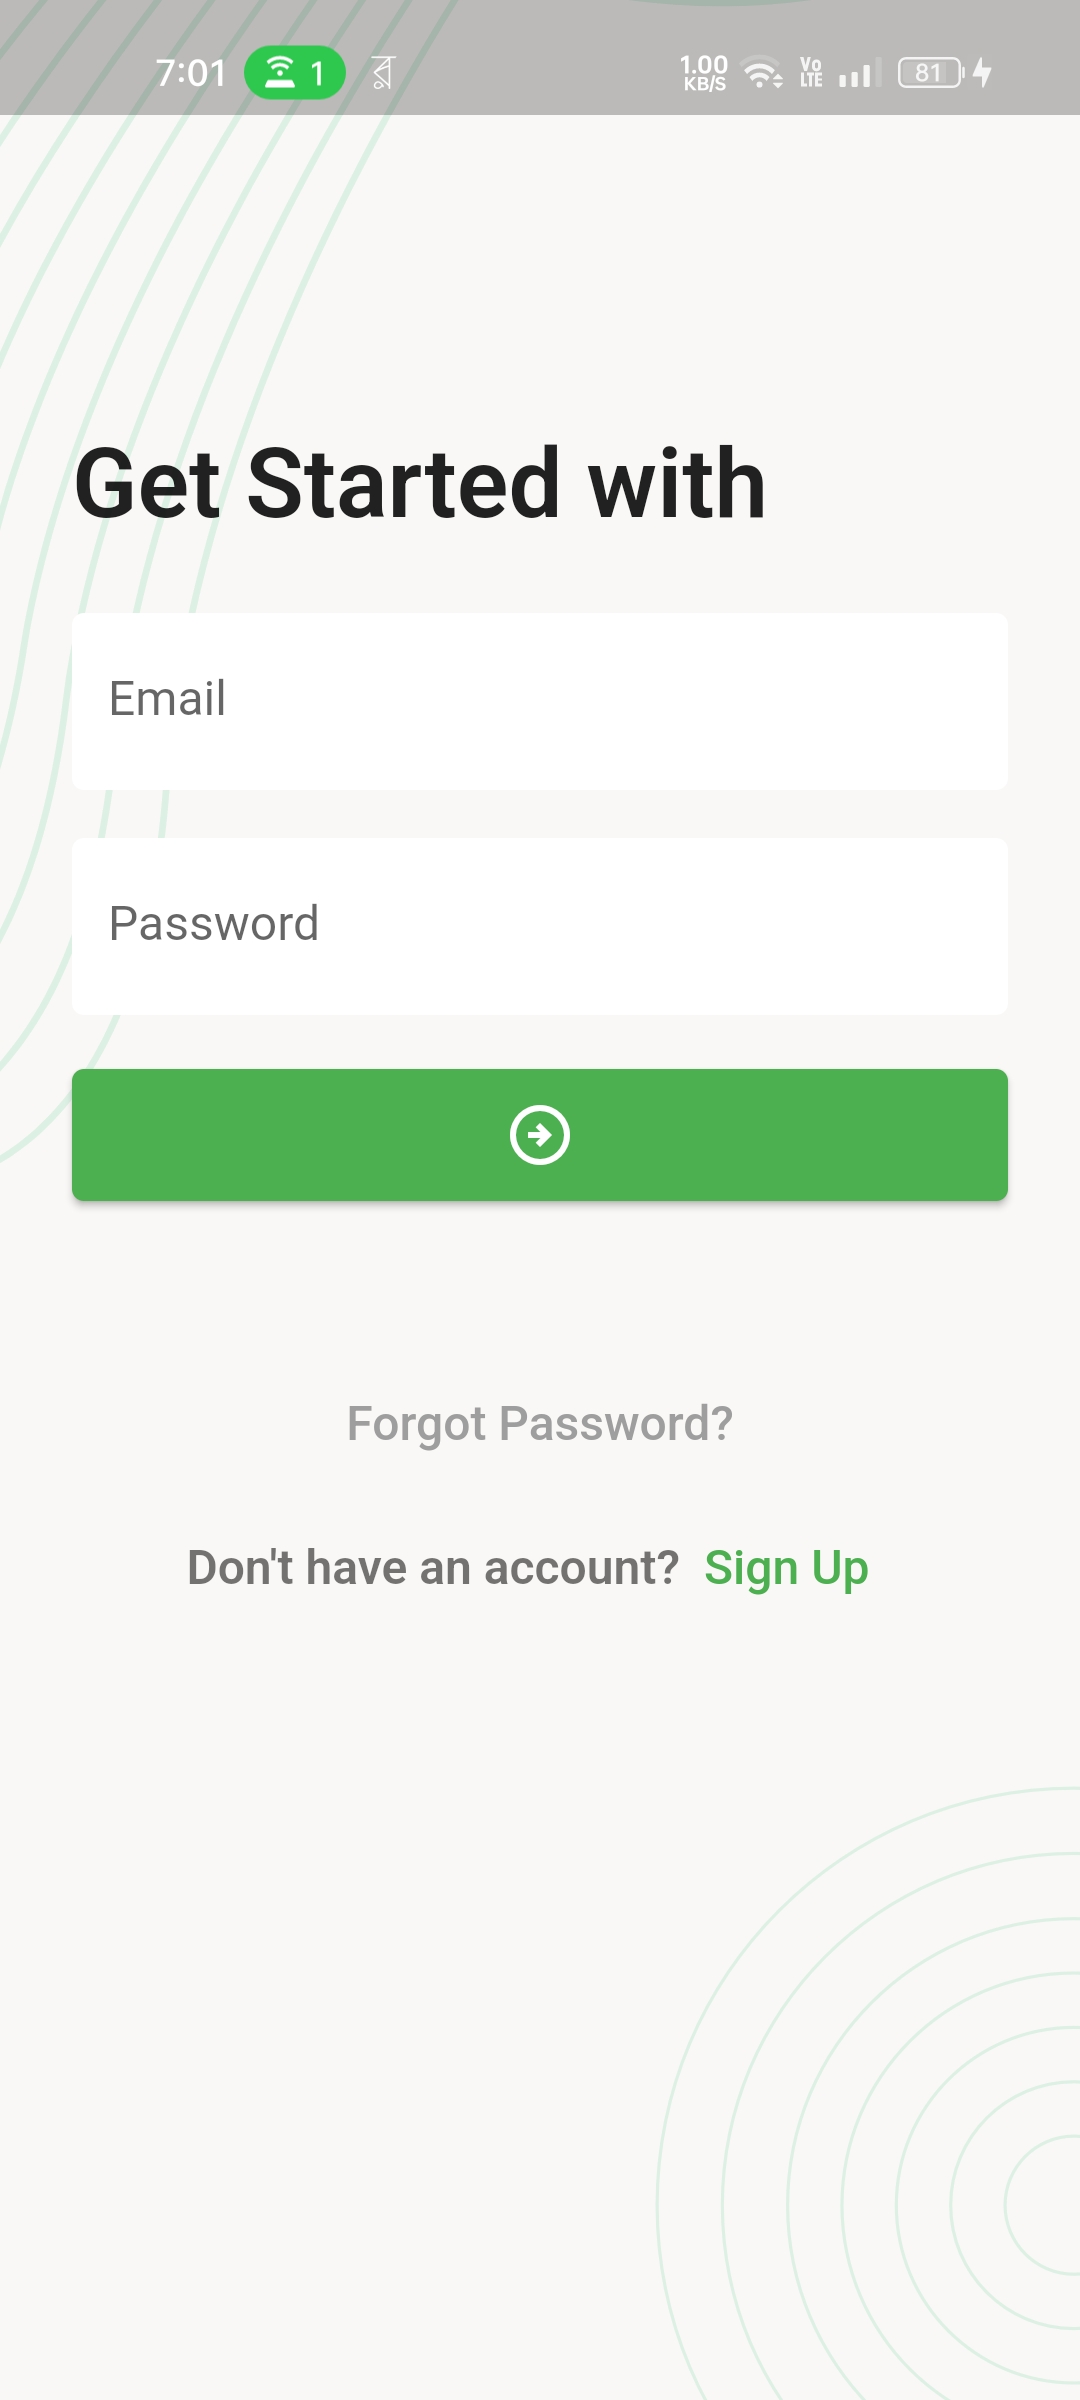 7:01 1 1.00 KB/S Vo LTE 81
Get Started with
Email
Password
Forgot Password?
Don't have an account? Sign Up